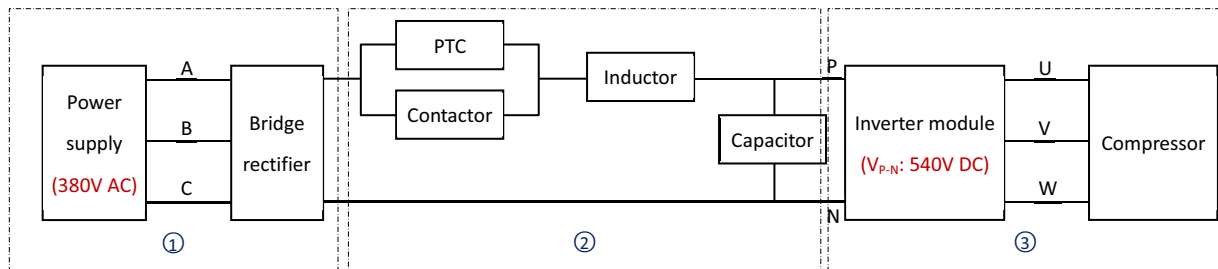 Power
supply
(380V AC)
A
B
C
Bridge
rectifier
①
PTC
Contactor
Inductor
Capacitor
②
P
N
Inverter module
(VP-N: 540V DC)
U
V
W
Compressor
③